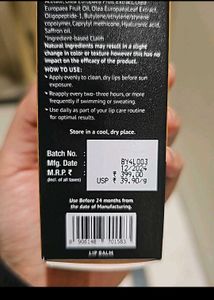 Europaea Fruit Oil, Olea Europaea Leaf Extract,
Oligopeptide-1, Butylene/ethylene/styrene
copolymer, Caprylyl methicone, Hyaluronic acid,
Saffron oil.
*Ingredient-based Claim
Natural ingredients may result in a slight
change in color or texture however this has no
impact on the efficacy of the product.
• Apply evenly to clean, dry lips before sun
exposure.
• Reapply every two-three hours, or more
frequently if swimming or sweating.
• Use daily as part of your lip care routine
for optimal results.
Store in a cool, dry place.
Batch No. : BY4L003
Mfg. Date : 12/2024
M.R.P. ₹ : ₹ 399.00
(Incl. of all taxes) USP ₹ 39.90/g
Use Before 24 months from the
date of Manufacturing.
8 906148 701583
LIP BALM